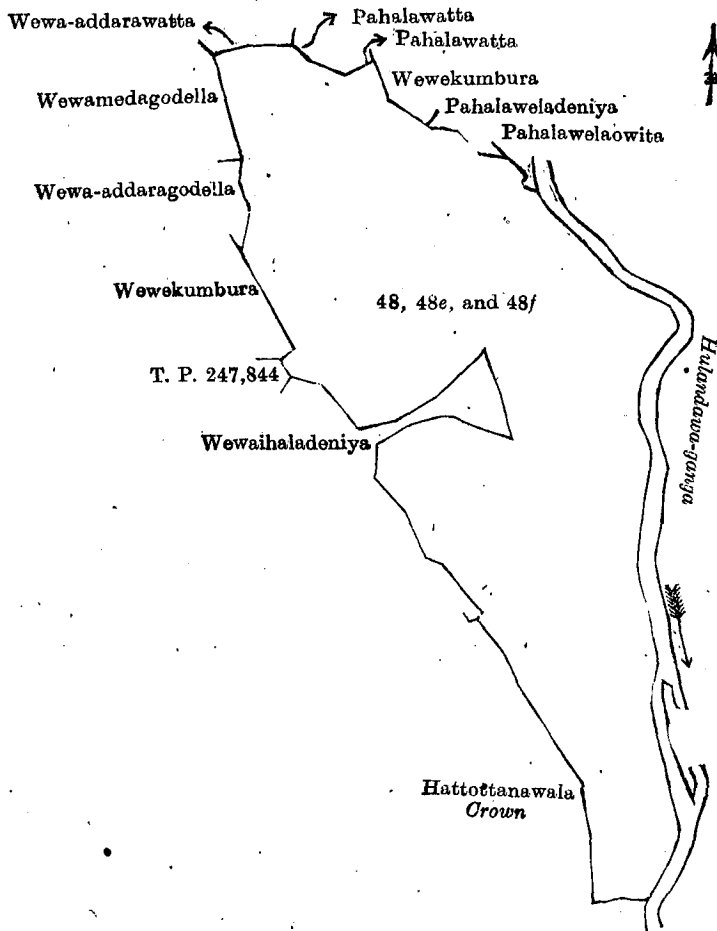 Wewa-addarawatta
Pahalawatta
Pahalawatta
Wewekumbura
Wewamedagodella
Pahalaweladeniya
Pahalawelaowita
Wewa-addaragodella
Wewekumbura
48, 48e, and 48f
T. P. 247,844
Hulandawa-ganga
Wewaihaladeniya
Hattottanawala
Crown